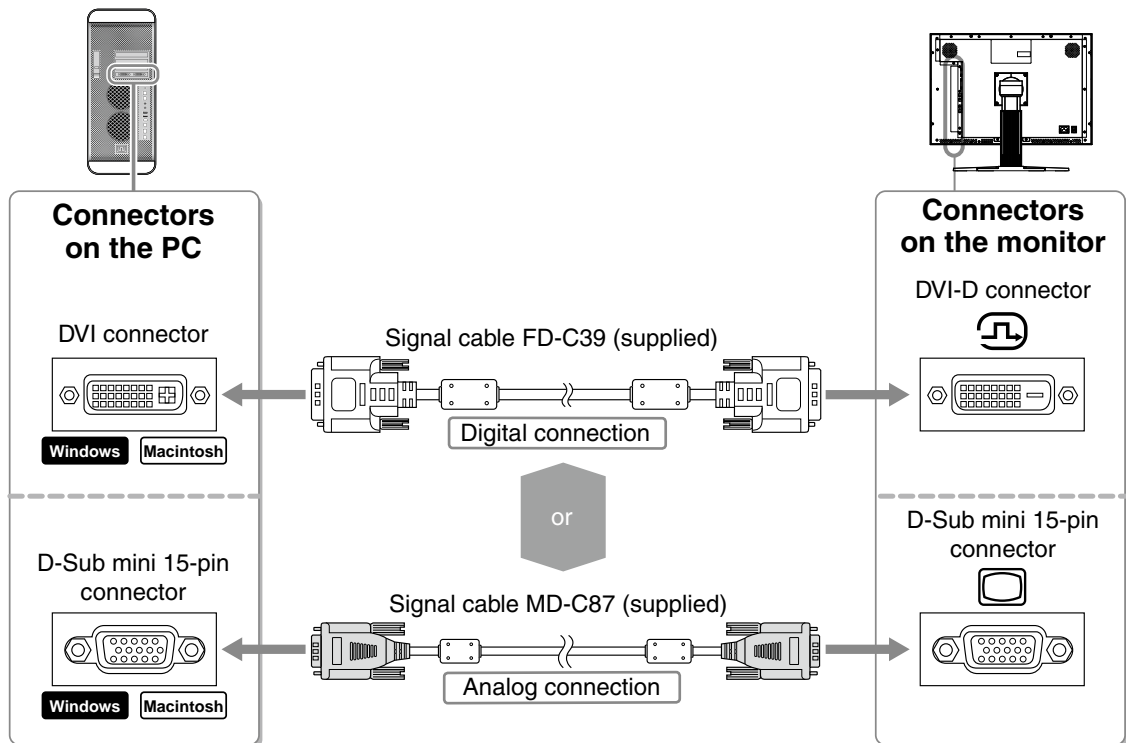 Connectors
on the PC
DVI connector
Windows
Macintosh
D-Sub mini 15-pin
connector
Windows
Macintosh
Signal cable FD-C39 (supplied)
Digital connection
or
Signal cable MD-C87 (supplied)
Analog connection
Connectors
on the monitor
DVI-D connector
D-Sub mini 15-pin
connector